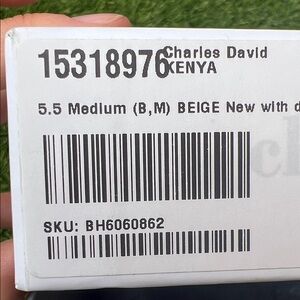 15318976 Charles David
KENYA
5.5 Medium (B,M) BEIGE New with d
SKU: BH6060862